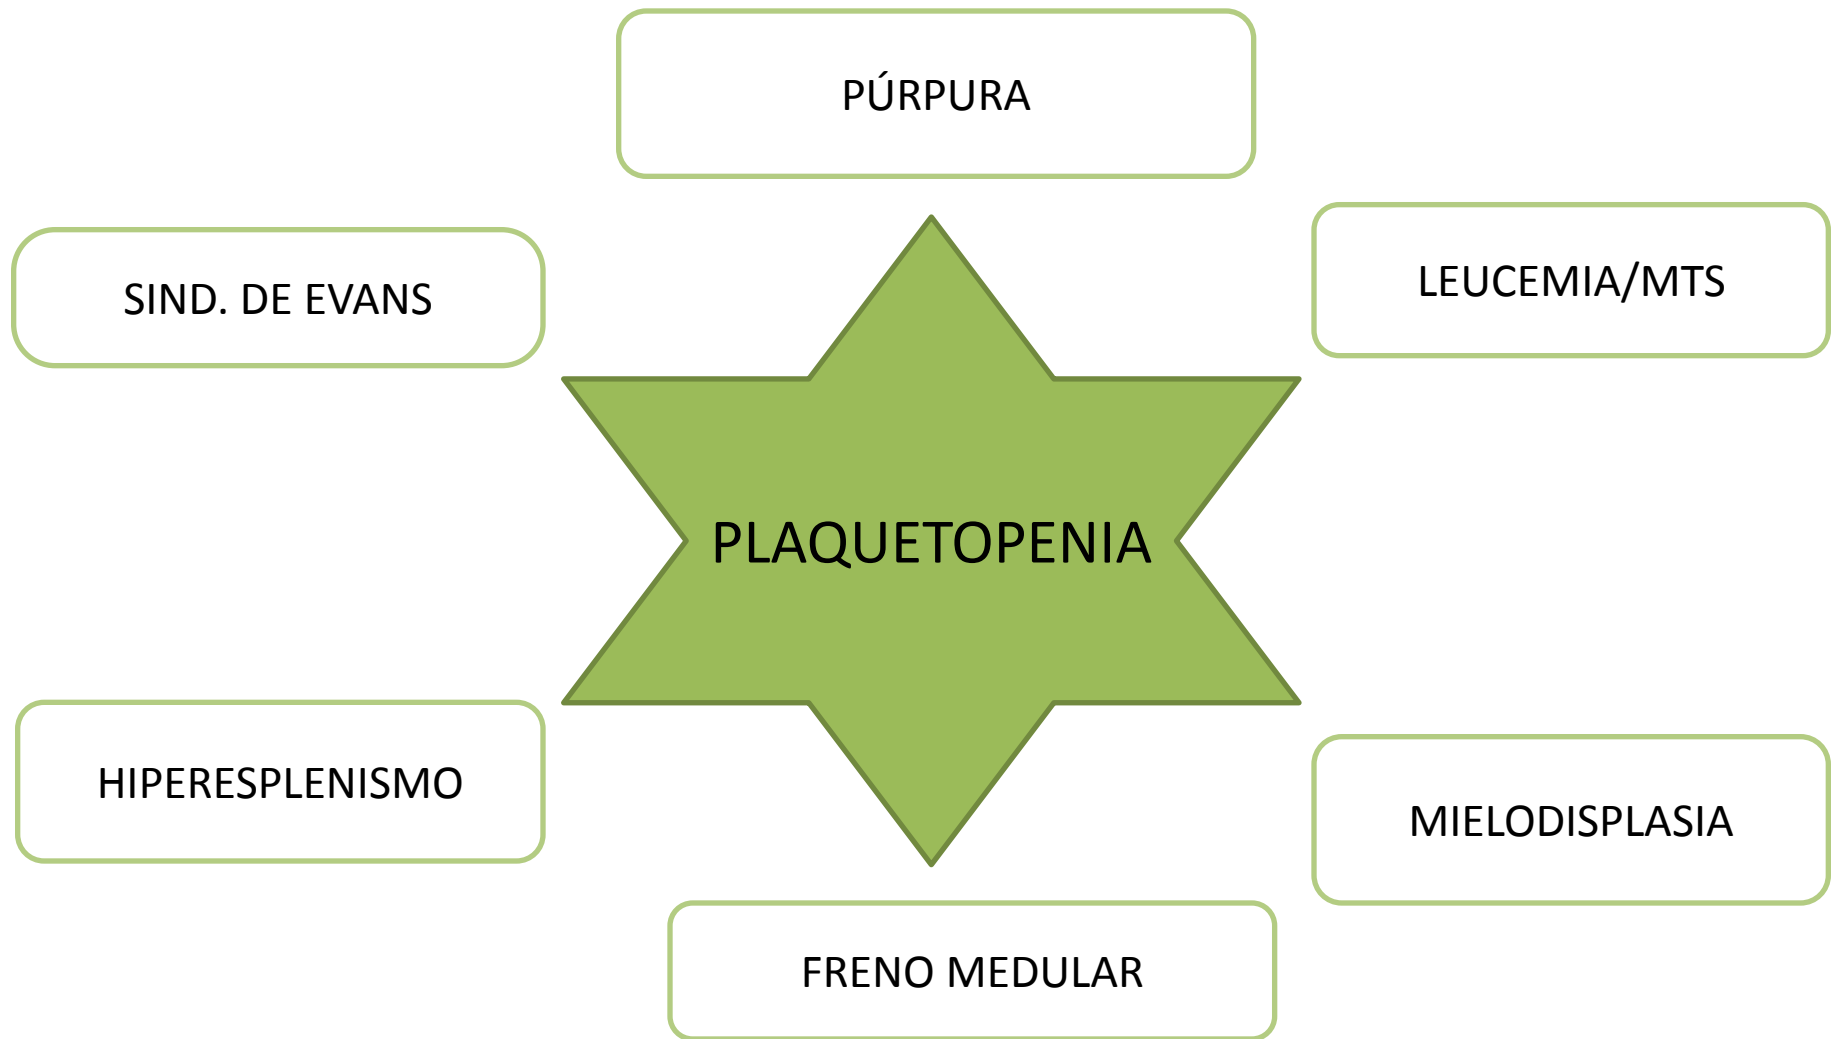 PÚRPURA
SIND. DE EVANS
LEUCEMIA/MTS
PLAQUETOPENIA
HIPERESPLENISMO
MIELODISPLASIA
FRENO MEDULAR